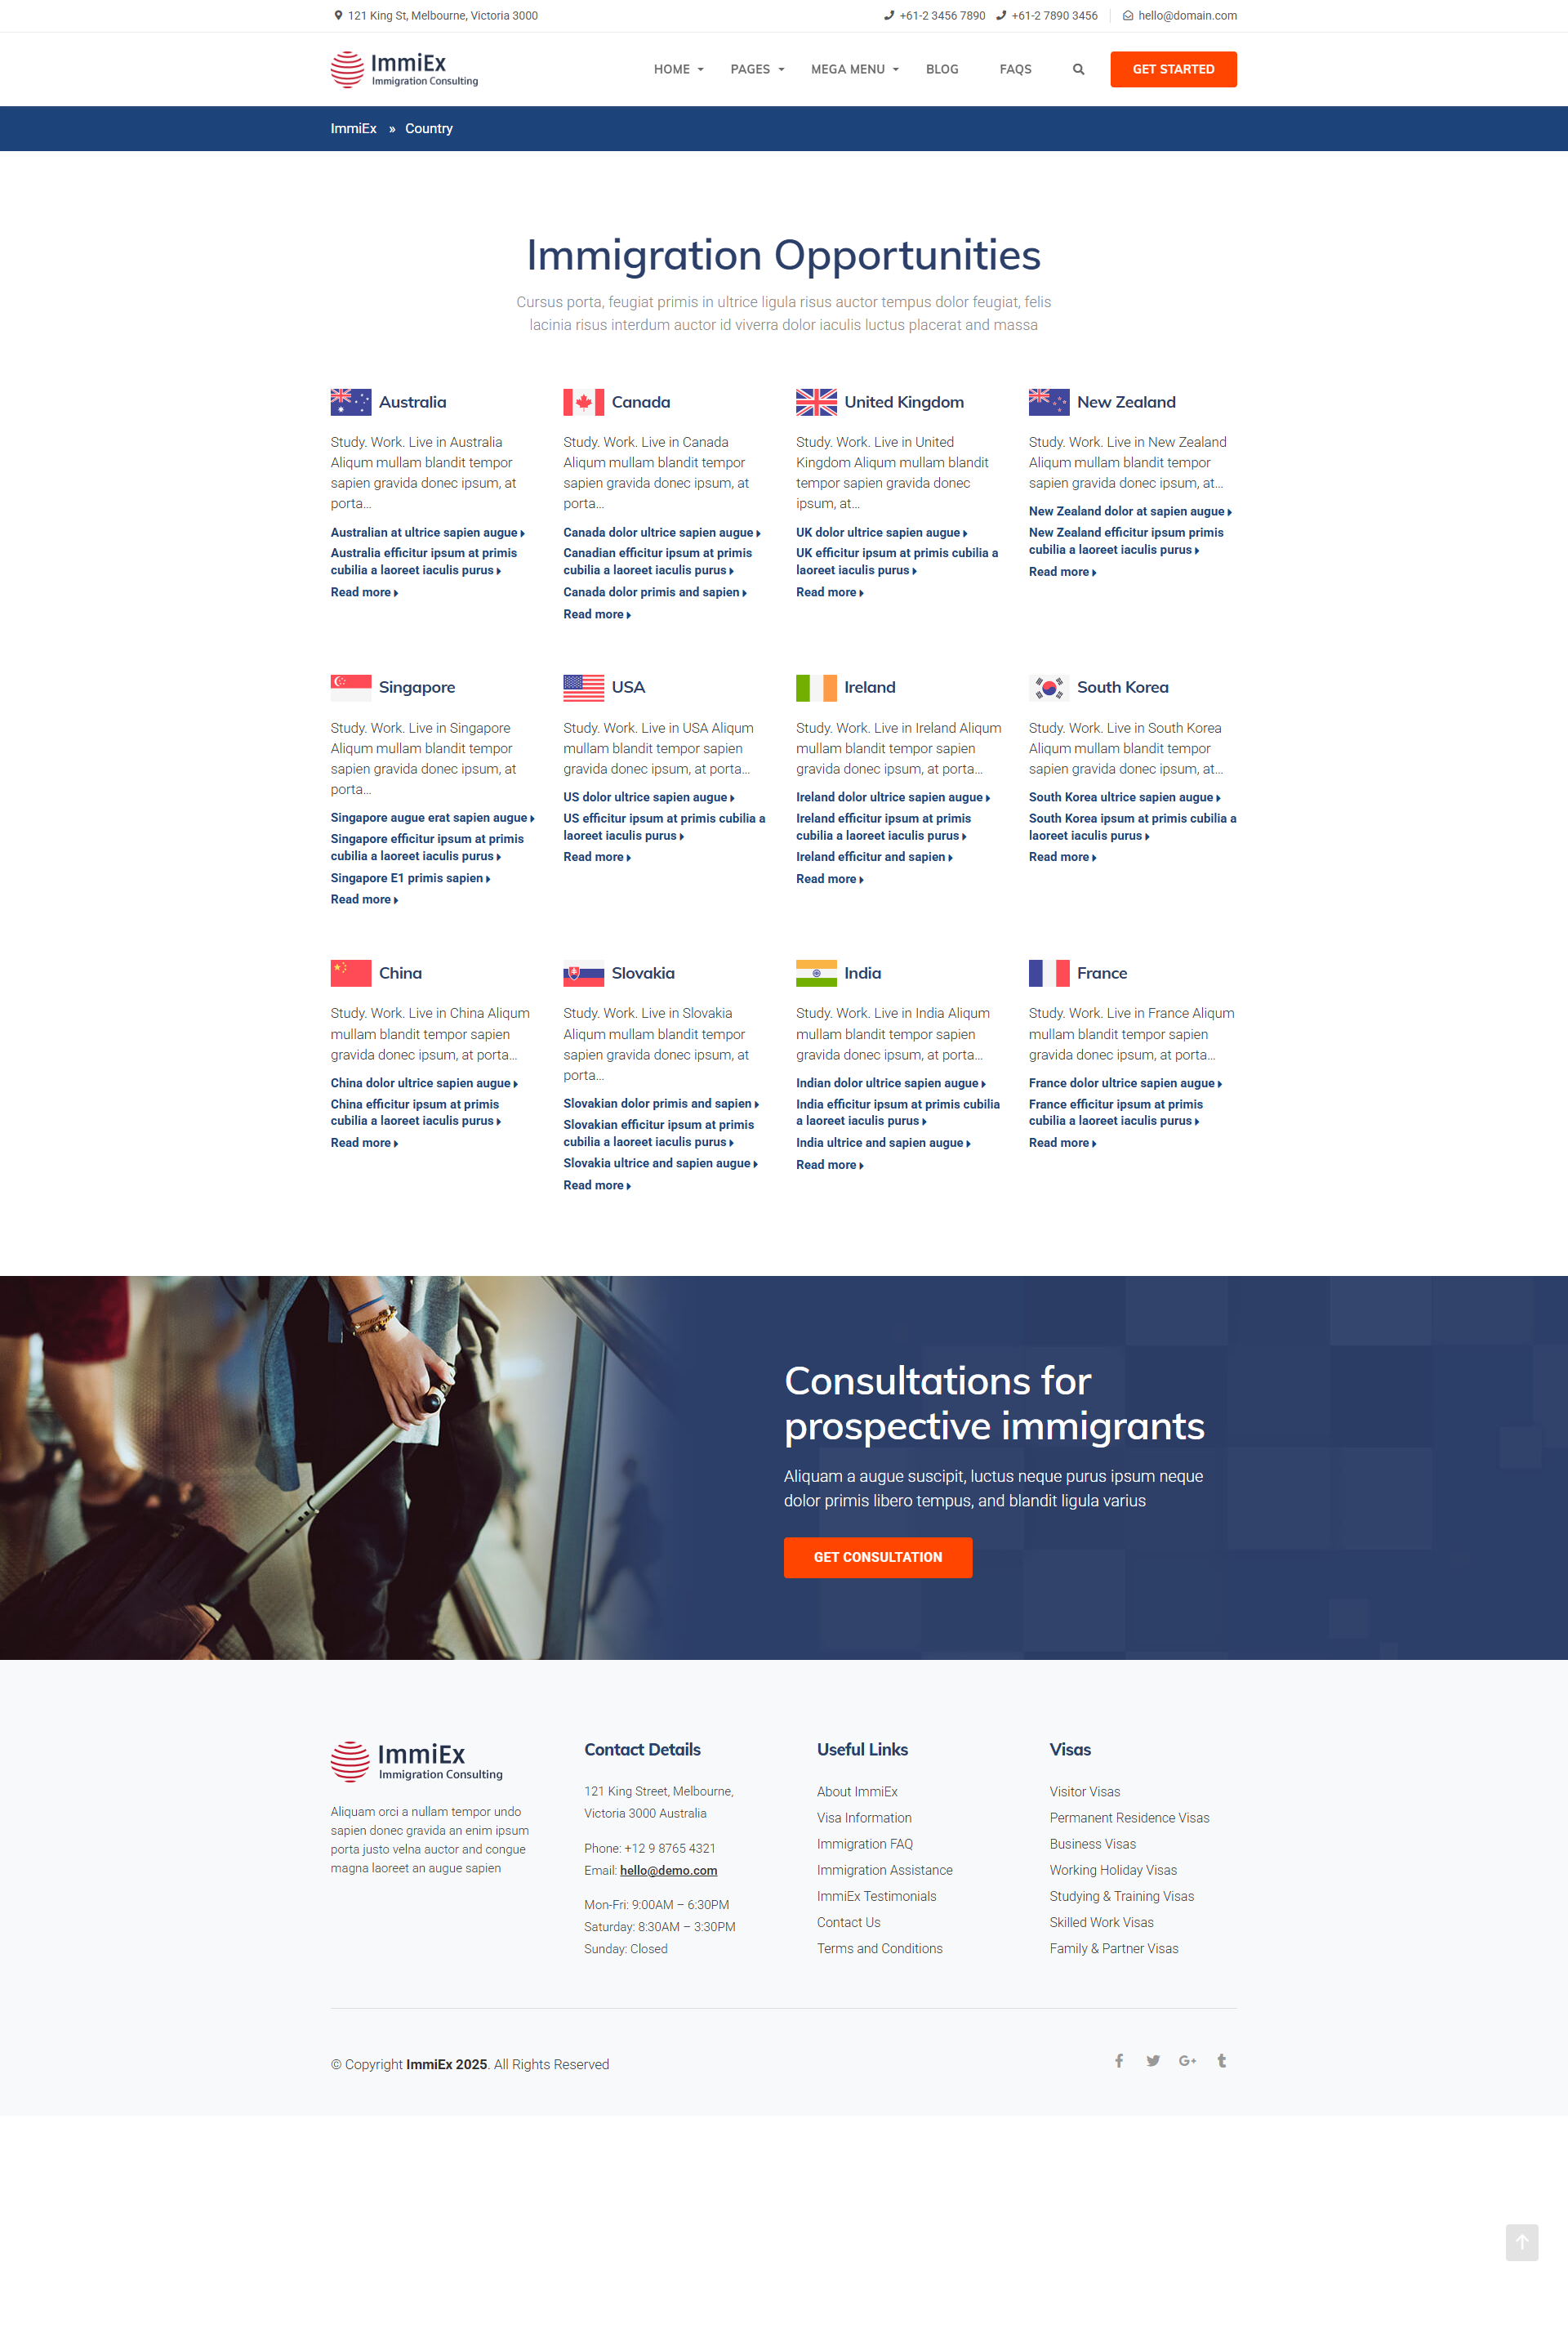 121 King St, Melbourne, Victoria 3000
+61-2 3456 7890
+61-2 7890 3456
hello@domain.com
ImmiEx
Immigration Consulting
HOME
PAGES
MEGA MENU
BLOG
FAQS
GET STARTED
ImmiEx » Country
Immigration Opportunities
Cursus porta, feugiat primis in ultrice ligula risus auctor tempus dolor feugiat, felis
lacinia risus interdum auctor id viverra dolor iaculis luctus placerat and massa
Australia
Study. Work. Live in Australia
Aliqum mullam blandit tempor
sapien gravida donec ipsum, at
porta...
Australian at ultrice sapien augue
Australia efficitur ipsum at primis
cubilia a laoreet iaculis purus
Read more
Canada
Study. Work. Live in Canada
Aliqum mullam blandit tempor
sapien gravida donec ipsum, at
porta...
Canada dolor ultrice sapien augue
Canadian efficitur ipsum at primis
cubilia a laoreet iaculis purus
Canada dolor primis and sapien
Read more
United Kingdom
Study. Work. Live in United
Kingdom Aliqum mullam blandit
tempor sapien gravida donec
ipsum, at...
UK dolor ultrice sapien augue
UK efficitur ipsum at primis cubilia a
laoreet iaculis purus
Read more
New Zealand
Study. Work. Live in New Zealand
Aliqum mullam blandit tempor
sapien gravida donec ipsum, at...
New Zealand dolor at sapien augue
New Zealand efficitur ipsum primis
cubilia a laoreet iaculis purus
Read more
Singapore
Study. Work. Live in Singapore
Aliqum mullam blandit tempor
sapien gravida donec ipsum, at
porta...
Singapore augue erat sapien augue
Singapore efficitur ipsum at primis
cubilia a laoreet iaculis purus
Singapore E1 primis sapien
Read more
USA
Study. Work. Live in USA Aliqum
mullam blandit tempor sapien
gravida donec ipsum, at porta...
US dolor ultrice sapien augue
US efficitur ipsum at primis cubilia a
laoreet iaculis purus
Read more
Ireland
Study. Work. Live in Ireland Aliqum
mullam blandit tempor sapien
gravida donec ipsum, at porta...
Ireland dolor ultrice sapien augue
Ireland efficitur ipsum at primis
cubilia a laoreet iaculis purus
Ireland efficitur and sapien
Read more
South Korea
Study. Work. Live in South Korea
Aliqum mullam blandit tempor
sapien gravida donec ipsum, at...
South Korea ultrice sapien augue
South Korea ipsum at primis cubilia a
laoreet iaculis purus
Read more
China
Study. Work. Live in China Aliqum
mullam blandit tempor sapien
gravida donec ipsum, at porta...
China dolor ultrice sapien augue
China efficitur ipsum at primis
cubilia a laoreet iaculis purus
Read more
Slovakia
Study. Work. Live in Slovakia
Aliqum mullam blandit tempor
sapien gravida donec ipsum, at
porta...
Slovakian dolor primis and sapien
Slovakian efficitur ipsum at primis
cubilia a laoreet iaculis purus
Slovakia ultrice and sapien augue
Read more
India
Study. Work. Live in India Aliqum
mullam blandit tempor sapien
gravida donec ipsum, at porta...
Indian dolor ultrice sapien augue
India efficitur ipsum at primis cubilia
a laoreet iaculis purus
India ultrice and sapien augue
Read more
France
Study. Work. Live in France Aliqum
mullam blandit tempor sapien
gravida donec ipsum, at porta...
France dolor ultrice sapien augue
France efficitur ipsum at primis
cubilia a laoreet iaculis purus
Read more
Consultations for
prospective immigrants
Aliquam a augue suscipit, luctus neque purus ipsum neque
dolor primis libero tempus, and blandit ligula varius
GET CONSULTATION
ImmiEx
Immigration Consulting
Aliquam orci a nullam tempor undo
sapien donec gravida an enim ipsum
porta justo velna auctor and congue
magna laoreet an augue sapien
Contact Details
121 King Street, Melbourne,
Victoria 3000 Australia
Phone: +12 9 8765 4321
Email: hello@demo.com
Mon-Fri: 9:00AM – 6:30PM
Saturday: 8:30AM – 3:30PM
Sunday: Closed
Useful Links
About ImmiEx
Visa Information
Immigration FAQ
Immigration Assistance
ImmiEx Testimonials
Contact Us
Terms and Conditions
Visas
Visitor Visas
Permanent Residence Visas
Business Visas
Working Holiday Visas
Studying & Training Visas
Skilled Work Visas
Family & Partner Visas
© Copyright ImmiEx 2025. All Rights Reserved